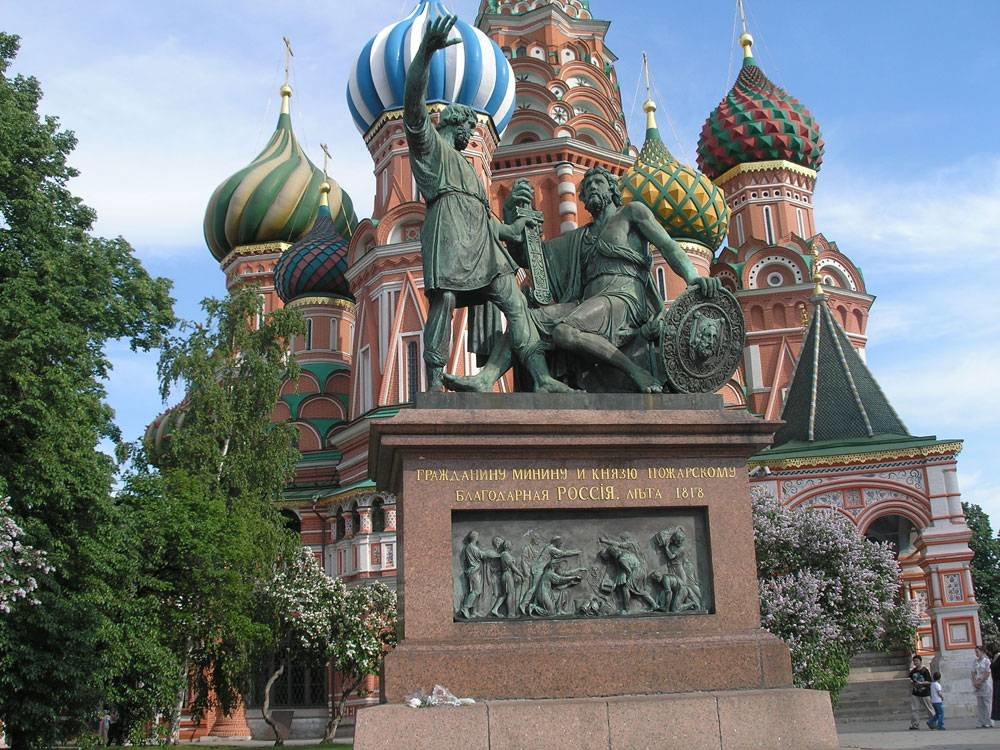 ГРАЖДАНИНУ МИНИНУ И КНЯЗЮ ПОЖАРСКОМУ
БЛАГОДАРНАЯ РОССІЯ. ЛѢТА 1818